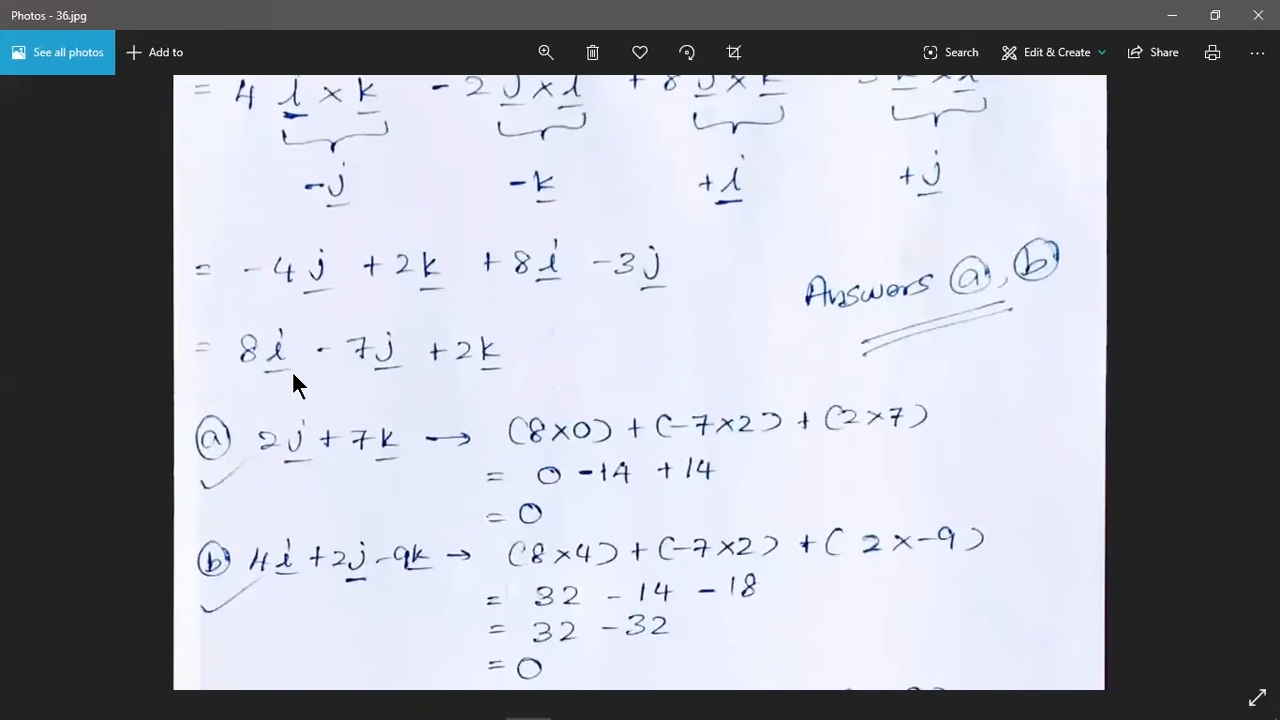 Photos - 36.jpg
See all photos
Add to
Search
Edit & Create
Share
= 4 i × k - 2 j × i + 8 j × k
-j -k +i +j
= -4j +2k +8i -3j
Answers ⓐ, ⓑ
= 8i - 7j +2k
ⓐ 2j + 7k → (8×0) + (-7×2) + (2×7)
= 0 -14 +14
= 0
ⓑ 4i +2j -9k → (8×4) + (-7×2) + ( 2×-9)
= 32 - 14 - 18
= 32 - 32
= 0